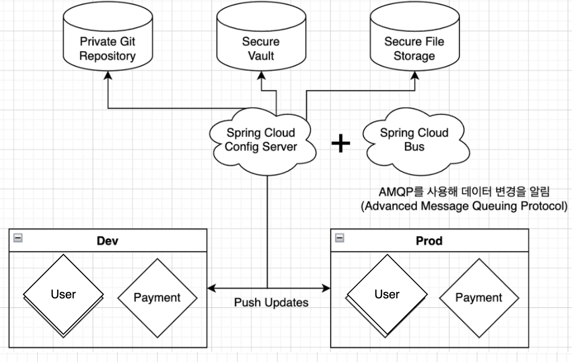 Private Git
Repository
Secure
Vault
Secure File
Storage
Spring Cloud
Config Server
+
Spring Cloud
Bus
AMQP를 사용해 데이터 변경을 알림
(Advanced Message Queuing Protocol)
Dev
Prod
User
Payment
Push Updates
User
Payment